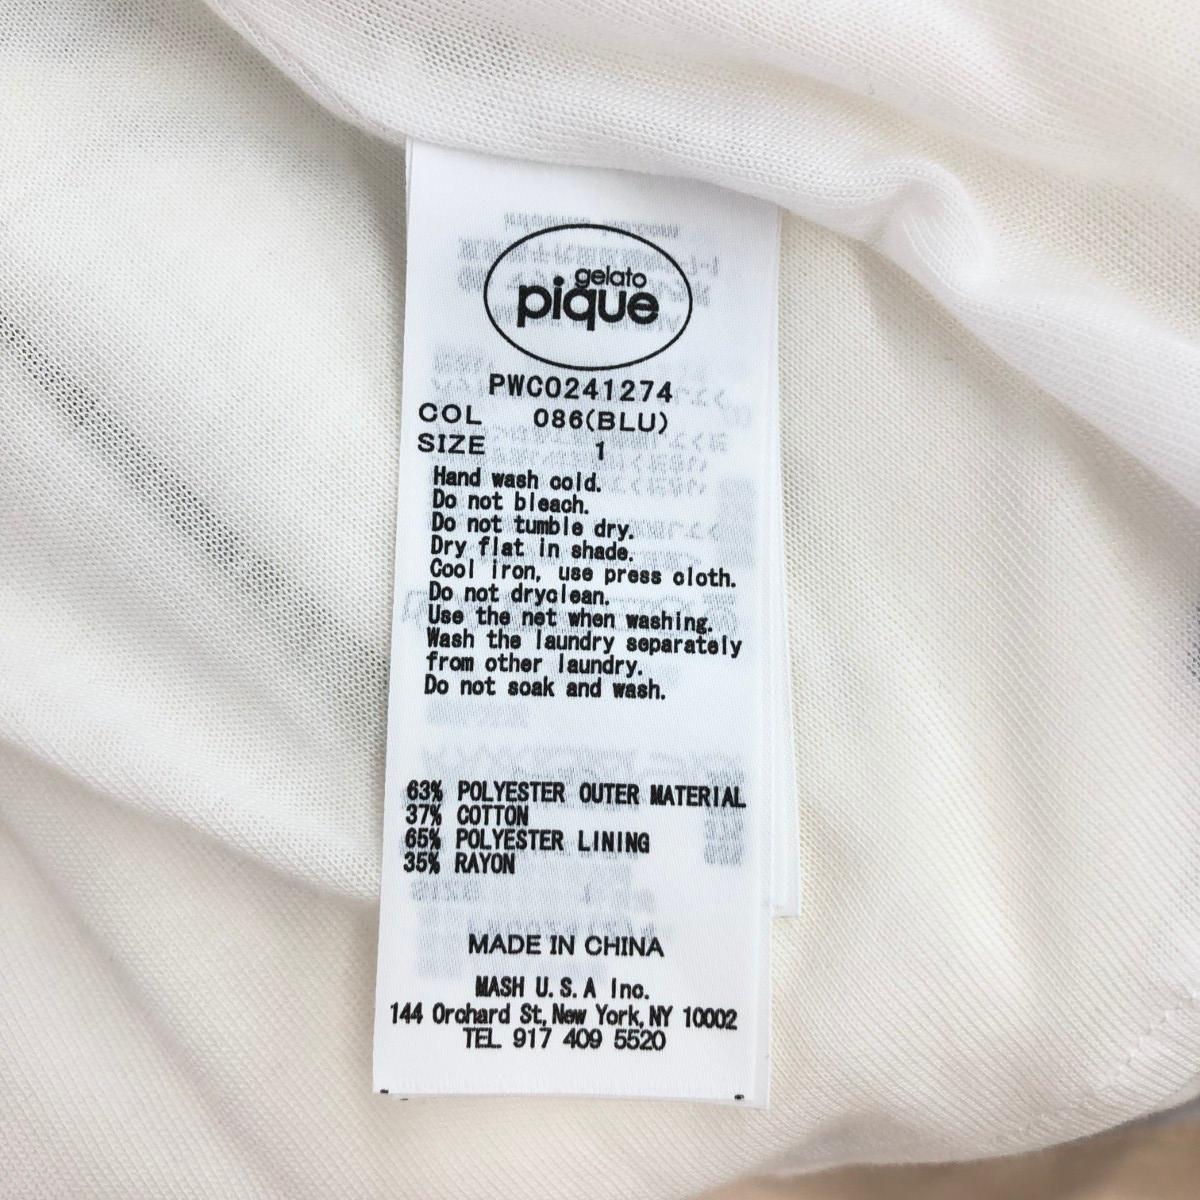 gelato
pique
PWCO241274
COL 086(BLU)
SIZE 1
Hand wash cold.
Do not bleach.
Do not tumble dry.
Dry flat in shade.
Cool iron, use press cloth.
Do not dryclean.
Use the net when washing.
Wash the laundry separately
from other laundry.
Do not soak and wash.
63% POLYESTER OUTER MATERIAL
37% COTTON
65% POLYESTER LINING
35% RAYON
MADE IN CHINA
MASH U.S.A Inc.
144 Orchard St, New York, NY 10002
TEL 917 409 5520